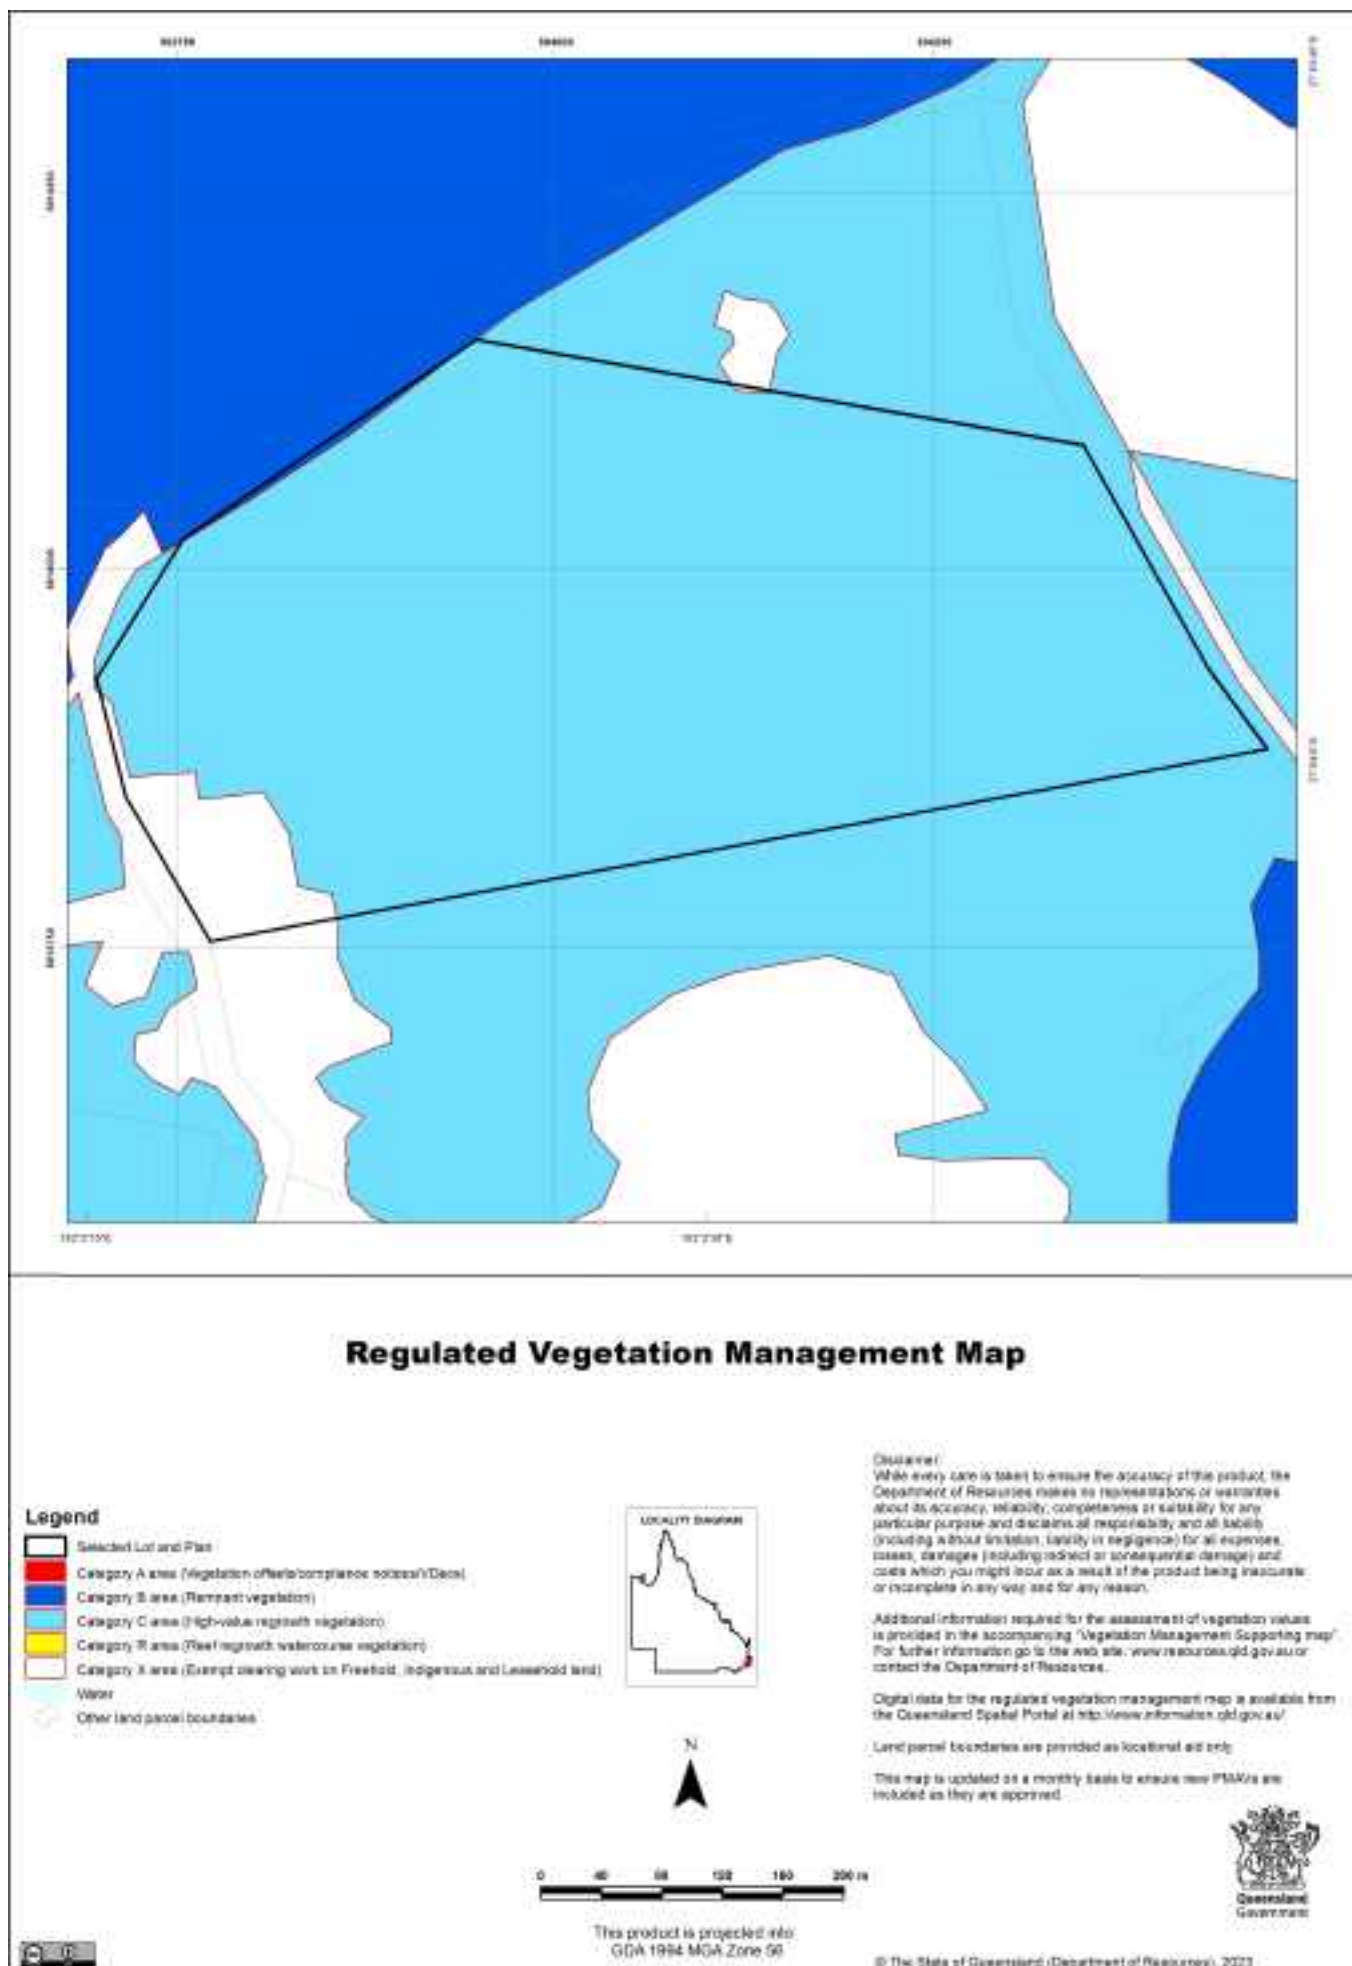 Regulated Vegetation Management Map
Legend
Selected Lot and Plan
Category A area (Vegetation offsets/compliance notices/VDecs)
Category B area (Remnant vegetation)
Category C area (High-value regrowth vegetation)
Category R area (Reef regrowth watercourse vegetation)
Category X area (Exempt clearing work on Freehold, Indigenous and Leasehold land)
Water
Other land parcel boundaries
LOCALITY DIAGRAM
N
0 40 80 120 160 200 m
This product is projected into
GDA 1994 MGA Zone 56
Disclaimer:
While every care is taken to ensure the accuracy of this product, the
Department of Resources makes no representations or warranties
about its accuracy, reliability, completeness or suitability for any
particular purpose and disclaims all responsibility and all liability
(including without limitation, liability in negligence) for all expenses,
losses, damages (including indirect or consequential damage) and
costs which you might incur as a result of the product being inaccurate
or incomplete in any way and for any reason.
Additional information required for the assessment of vegetation values
is provided in the accompanying "Vegetation Management Supporting map".
For further information go to the web site: www.resources.qld.gov.au or
contact the Department of Resources.
Digital data for the regulated vegetation management map is available from
the Queensland Spatial Portal at http://www.information.qld.gov.au/
Land parcel boundaries are provided as locational aid only.
This map is updated on a monthly basis to ensure new PMAVs are
included as they are approved.
Queensland
Government
© The State of Queensland (Department of Resources), 2023